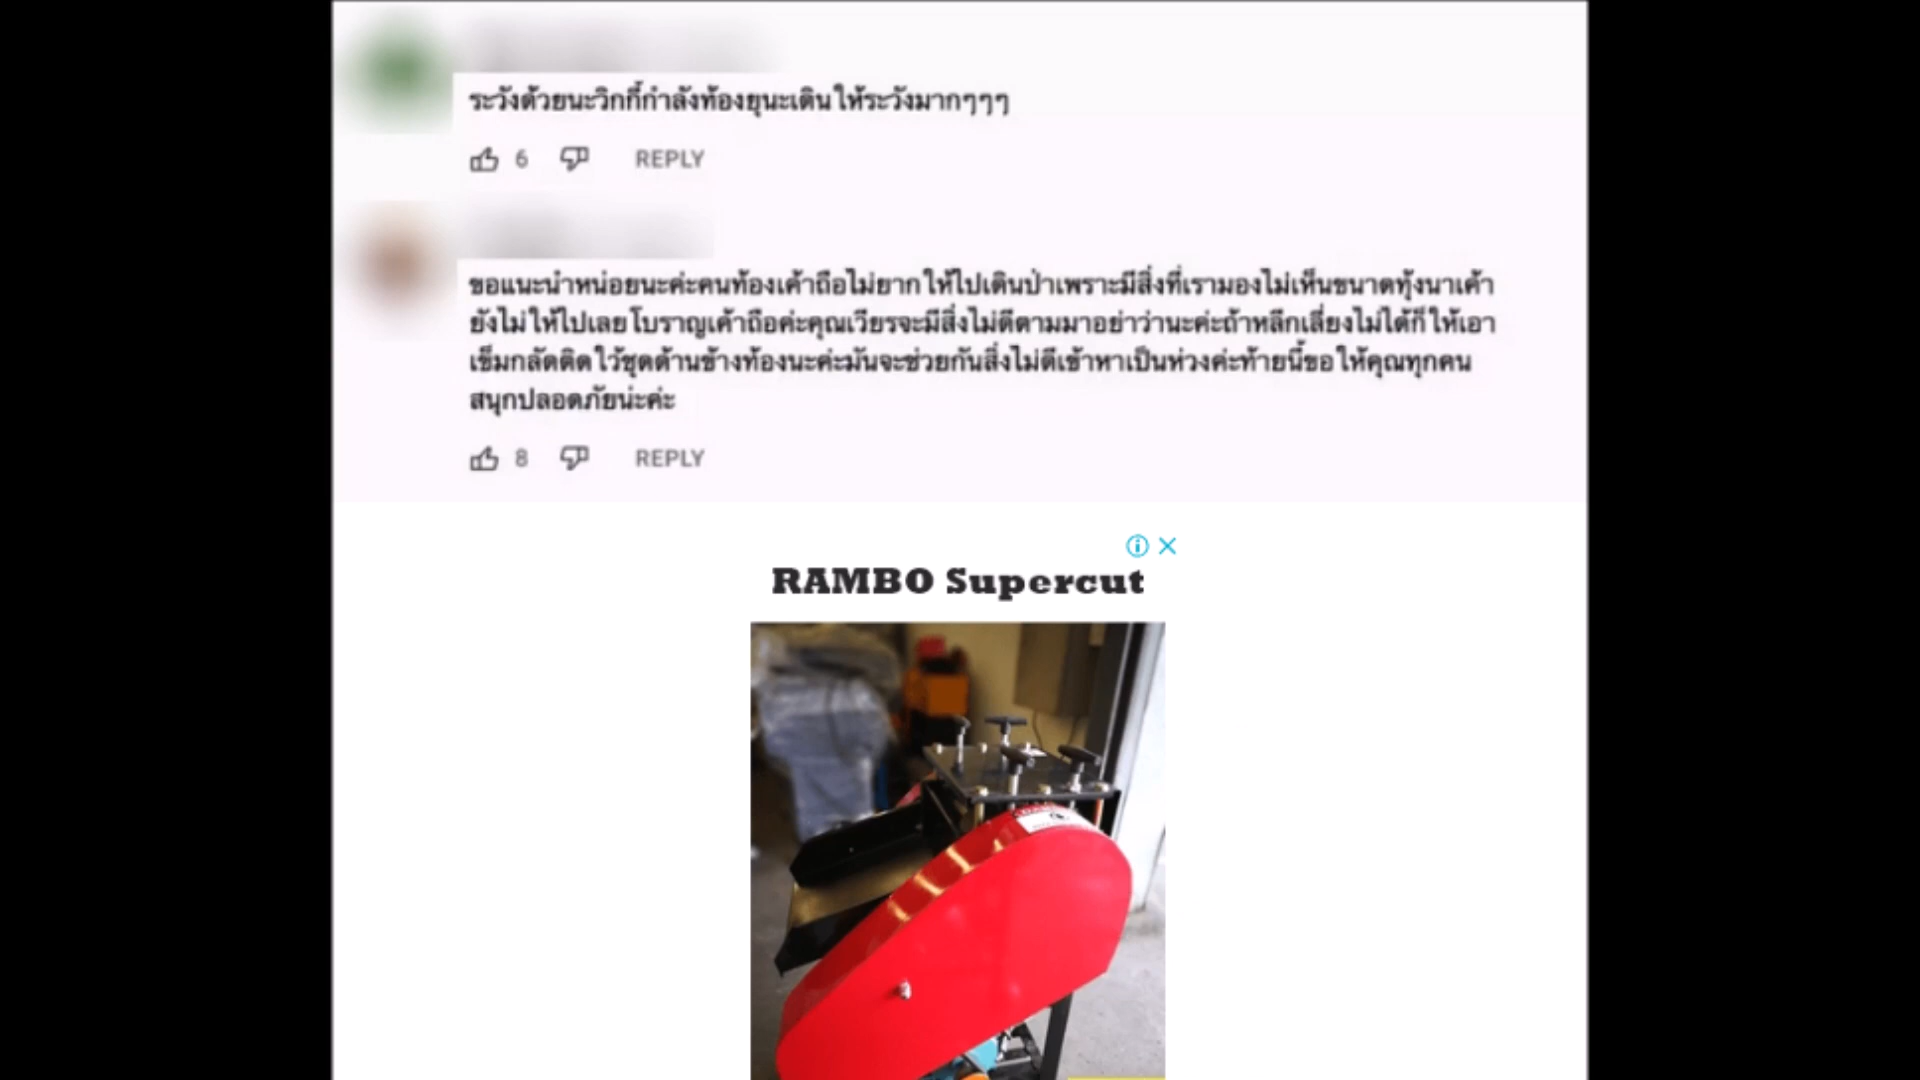 ระวังด้วยนะวิกกี้กำลังท้องยุนะเดินให้ระวังมากๆๆๆ
6 REPLY
ขอแนะนำหน่อยนะค่ะคนท้องเค้าถือไม่ยากให้ไปเดินป่าเพราะมีสิ่งที่เรามองไม่เห็นขนาดทุ้งนาเค้า
ยังไม่ให้ไปเลยโบราญเค้าถือค่ะคุณเวียรจะมีสิ่งไม่ดีตามมาอย่าว่านะค่ะถ้าหลีกเลี่ยงไม่ได้ก็ให้เอา
เข็มกลัดติดใว้ชุดด้านข้างท้องนะค่ะมันจะช่วยกันสิ่งไม่ดีเข้าหาเป็นห่วงค่ะท้ายนี้ขอให้คุณทุกคน
สนุกปลอดภัยน่ะค่ะ
8 REPLY
RAMBO Supercut